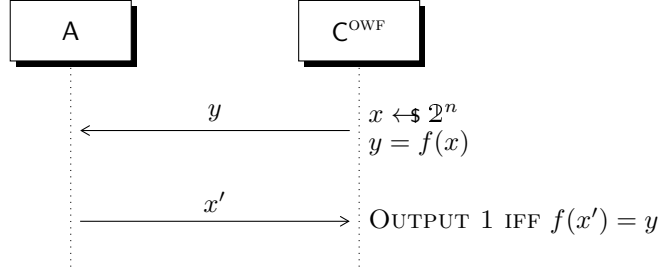 A
C^OWF
y
x ←$ 2^n
y = f(x)
x′
OUTPUT 1 IFF f(x′) = y